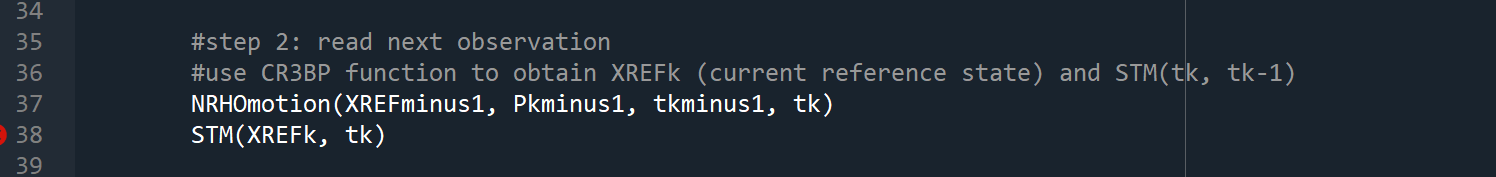 34
35 #step 2: read next observation
36 #use CR3BP function to obtain XREFk (current reference state) and STM(tk, tk-1)
37 NRHOmotion(XREFminus1, Pkminus1, tkminus1, tk)
38 STM(XREFk, tk)
39